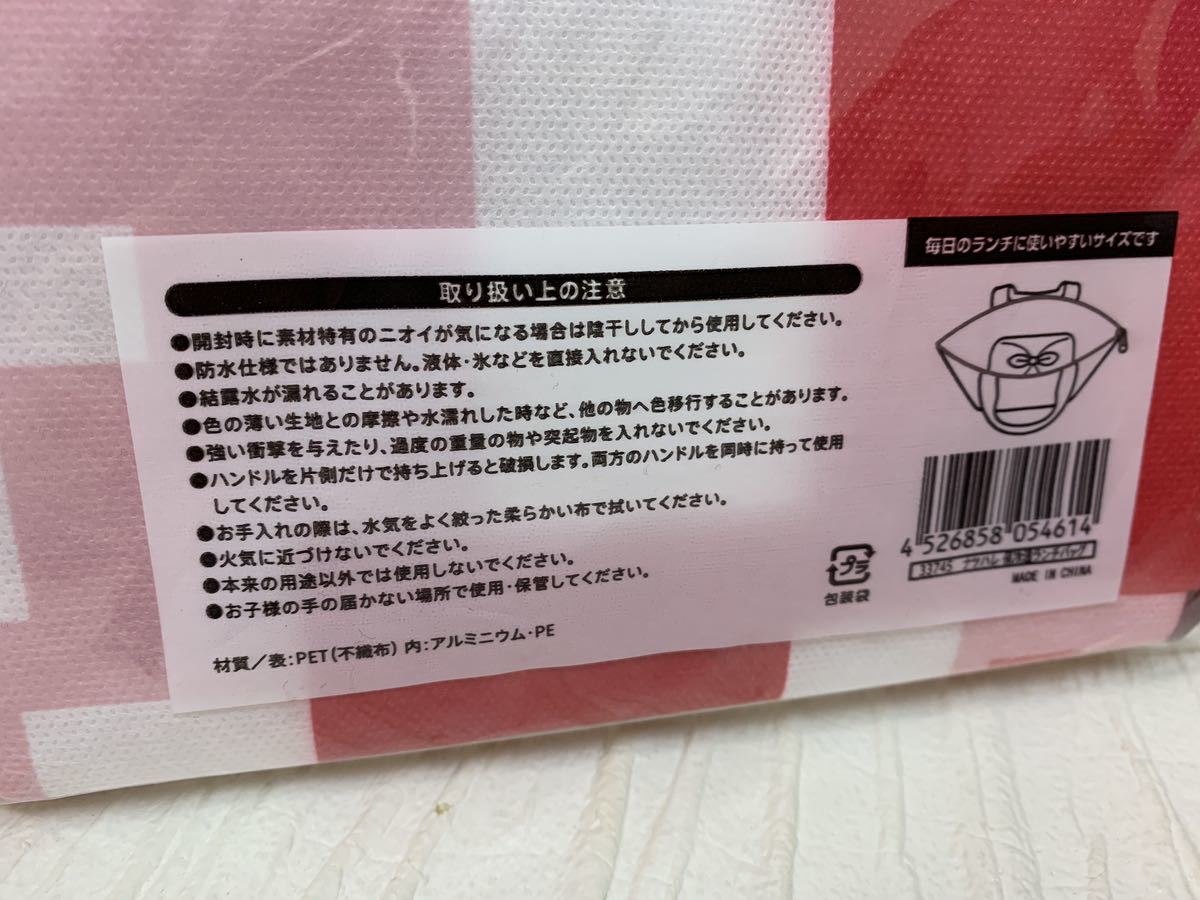 毎日のランチに使いやすいサイズです
取り扱い上の注意
●開封時に素材特有のニオイが気になる場合は陰干ししてから使用してください。
●防水仕様ではありません。液体・氷などを直接入れないでください。
●結露水が漏れることがあります。
●色の薄い生地との摩擦や水濡れした時など、他の物へ色移行することがあります。
●強い衝撃を与えたり、過度の重量の物や突起物を入れないでください。
●ハンドルを片側だけで持ち上げると破損します。両方のハンドルを同時に持って使用
してください。
●お手入れの際は、水気をよく絞った柔らかい布で拭いてください。
●火気に近づけないでください。
●本来の用途以外では使用しないでください。
●お子様の手の届かない場所で使用・保管してください。
材質/表:PET(不織布) 内:アルミニウム・PE
プラ
包装袋
4 526858 054614
33745 ナツハレ・保冷温ランチバッグ
MADE IN CHINA